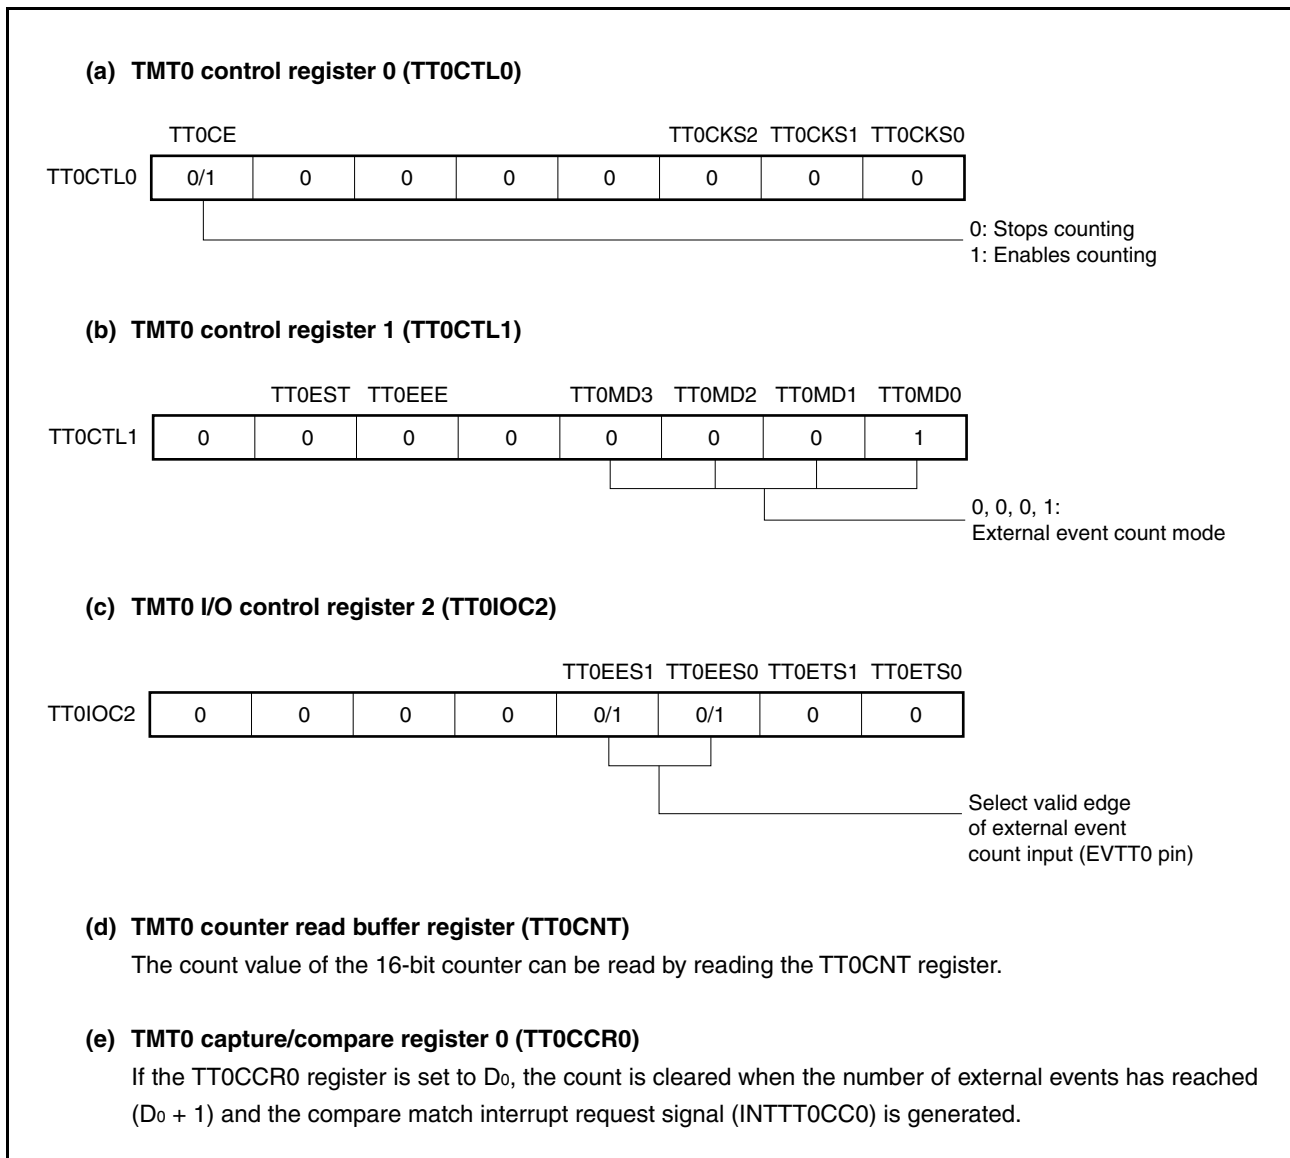 (a) TMT0 control register 0 (TT0CTL0)
TT0CE TT0CKS2 TT0CKS1 TT0CKS0
TT0CTL0 0/1 0 0 0 0 0 0 0
0: Stops counting
1: Enables counting
(b) TMT0 control register 1 (TT0CTL1)
TT0EST TT0EEE TT0MD3 TT0MD2 TT0MD1 TT0MD0
TT0CTL1 0 0 0 0 0 0 0 1
0, 0, 0, 1:
External event count mode
(c) TMT0 I/O control register 2 (TT0IOC2)
TT0EES1 TT0EES0 TT0ETS1 TT0ETS0
TT0IOC2 0 0 0 0 0/1 0/1 0 0
Select valid edge
of external event
count input (EVTT0 pin)
(d) TMT0 counter read buffer register (TT0CNT)
The count value of the 16-bit counter can be read by reading the TT0CNT register.
(e) TMT0 capture/compare register 0 (TT0CCR0)
If the TT0CCR0 register is set to D₀, the count is cleared when the number of external events has reached
(D₀ + 1) and the compare match interrupt request signal (INTTT0CC0) is generated.